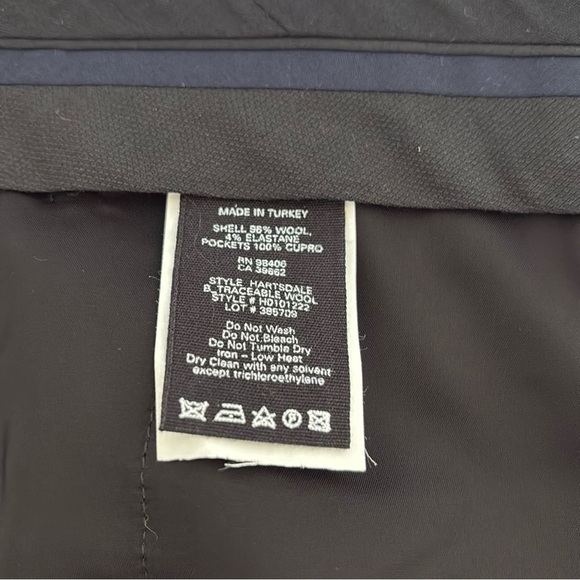 MADE IN TURKEY
SHELL 96% WOOL,
4% ELASTANE
POCKETS 100% CUPRO
RN 98406
CA 39662
STYLE HARTSDALE
B_TRACEABLE WOOL
STYLE # H0101222
LOT # 385709
Do Not Wash
Do Not Bleach
Do Not Tumble Dry
Iron - Low Heat
Dry Clean with any solvent
except trichloroethylene
P